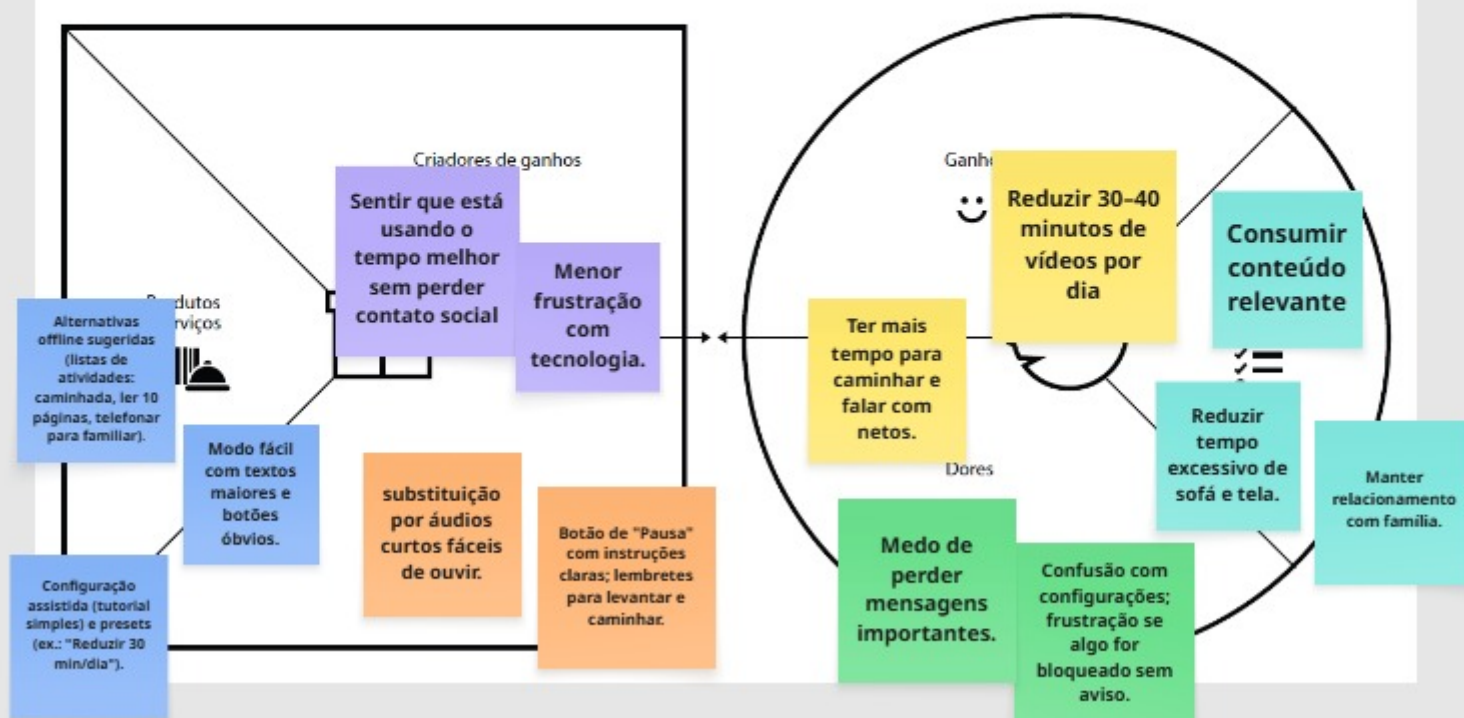 Criadores de ganhos
Sentir que está
usando o
tempo melhor
sem perder
contato social
Menor
frustração
com
tecnologia.
Alternativas
offline sugeridas
(listas de
atividades:
caminhada, ler 10
páginas, telefonar
para familiar).
Modo fácil
com textos
maiores e
botões
óbvios.
Configuração
assistida (tutorial
simples) e presets
(ex.: "Reduzir 30
min/dia").
substituição
por áudios
curtos fáceis
de ouvir.
Botão de "Pausa"
com instruções
claras; lembretes
para levantar e
caminhar.
Reduzir 30–40
minutos de
vídeos por
dia
Ter mais
tempo para
caminhar e
falar com
netos.
Consumir
conteúdo
relevante
Reduzir
tempo
excessivo de
sofá e tela.
Manter
relacionamento
com família.
Dores
Medo de
perder
mensagens
importantes.
Confusão com
configurações;
frustração se
algo for
bloqueado sem
aviso.